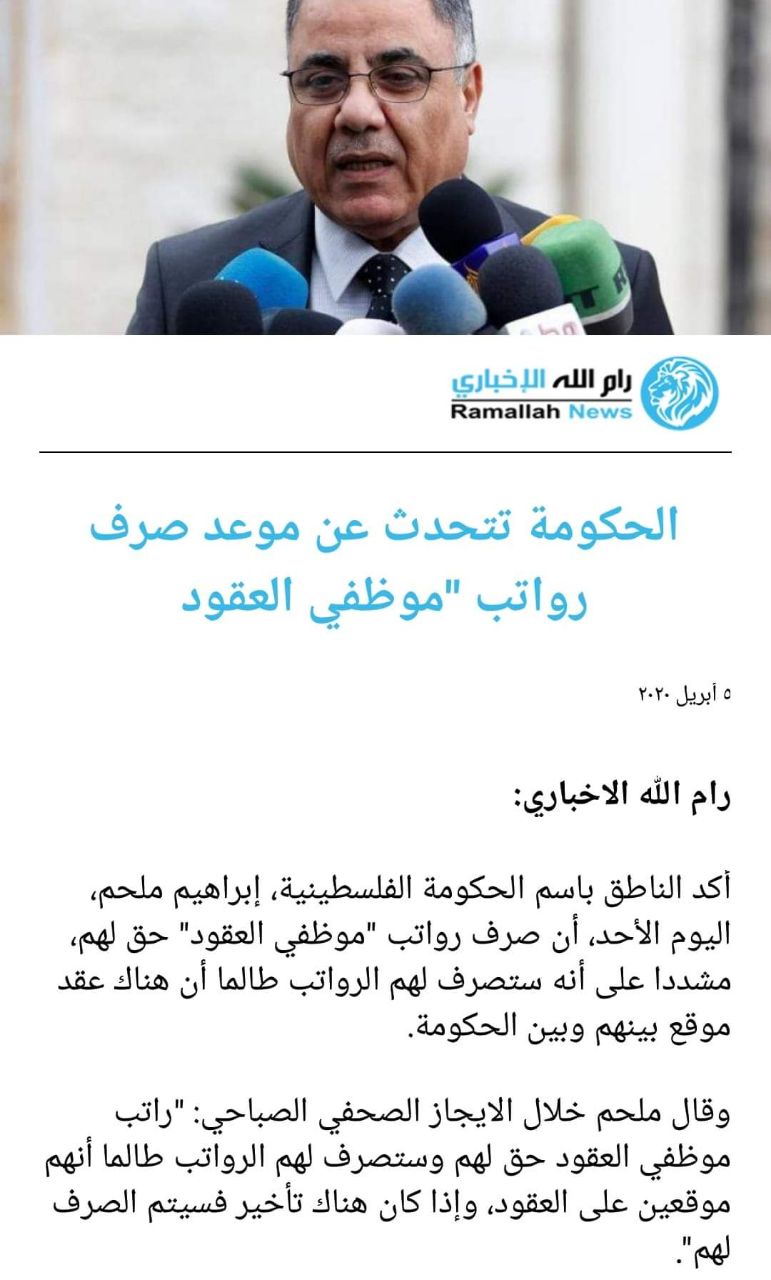 RT
رام الله الإخباري
Ramallah News
الحكومة تتحدث عن موعد صرف
رواتب "موظفي العقود
٥ أبريل ٢٠٢٠
رام الله الاخباري:
أكد الناطق باسم الحكومة الفلسطينية، إبراهيم ملحم،
اليوم الأحد، أن صرف رواتب "موظفي العقود" حق لهم،
مشددا على أنه ستصرف لهم الرواتب طالما أن هناك عقد
موقع بينهم وبين الحكومة.
وقال ملحم خلال الايجاز الصحفي الصباحي: "راتب
موظفي العقود حق لهم وستصرف لهم الرواتب طالما أنهم
موقعين على العقود، وإذا كان هناك تأخير فسيتم الصرف
لهم".